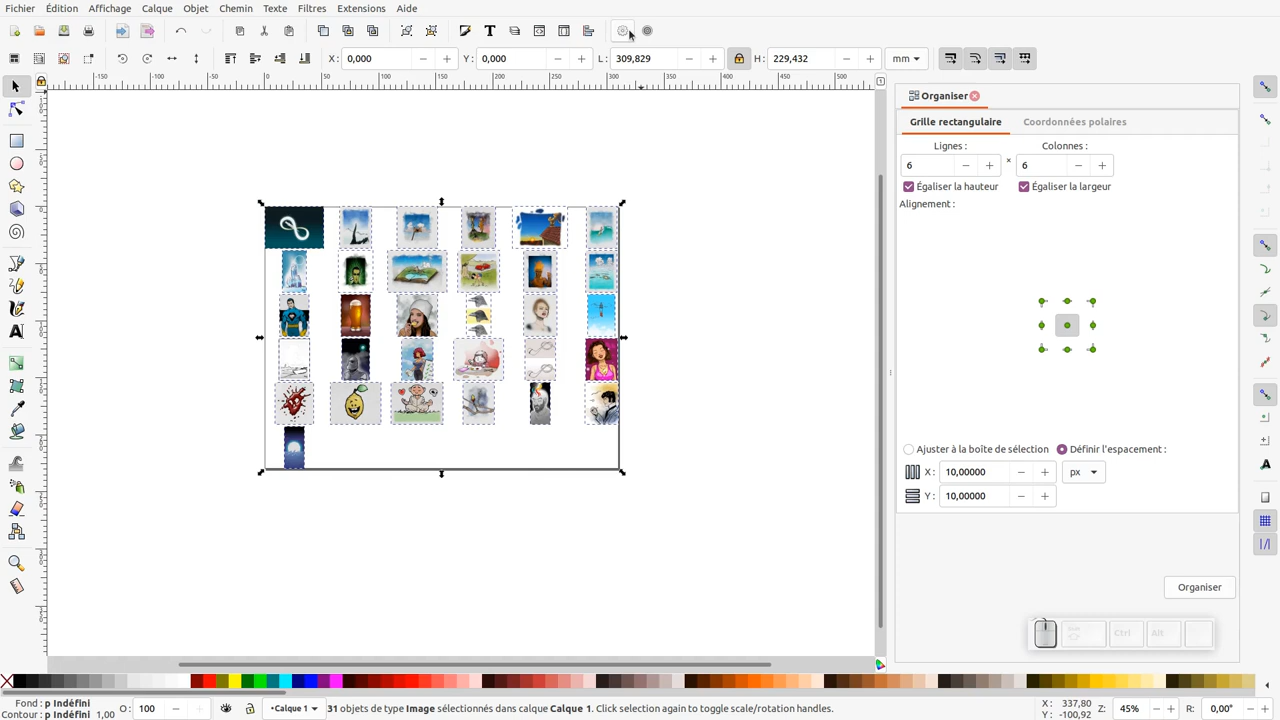 Fichier Édition Affichage Calque Objet Chemin Texte Filtres Extensions Aide
X : 0,000 Y : 0,000 L : 309,829 H : 229,432 mm
Organiser
Grille rectangulaire Coordonnées polaires
Lignes : Colonnes :
6 × 6
Égaliser la hauteur Égaliser la largeur
Alignement :
Ajuster à la boîte de sélection Définir l'espacement :
X : 10,00000 px
Y : 10,00000
Organiser
Ctrl Alt
Fond : p Indéfini
Contour : p Indéfini 1,00
O : 100
•Calque 1
31 objets de type Image sélectionnés dans calque Calque 1. Click selection again to toggle scale/rotation handles.
X : 337,80
Y : -100,92
Z : 45%
R : 0,00°